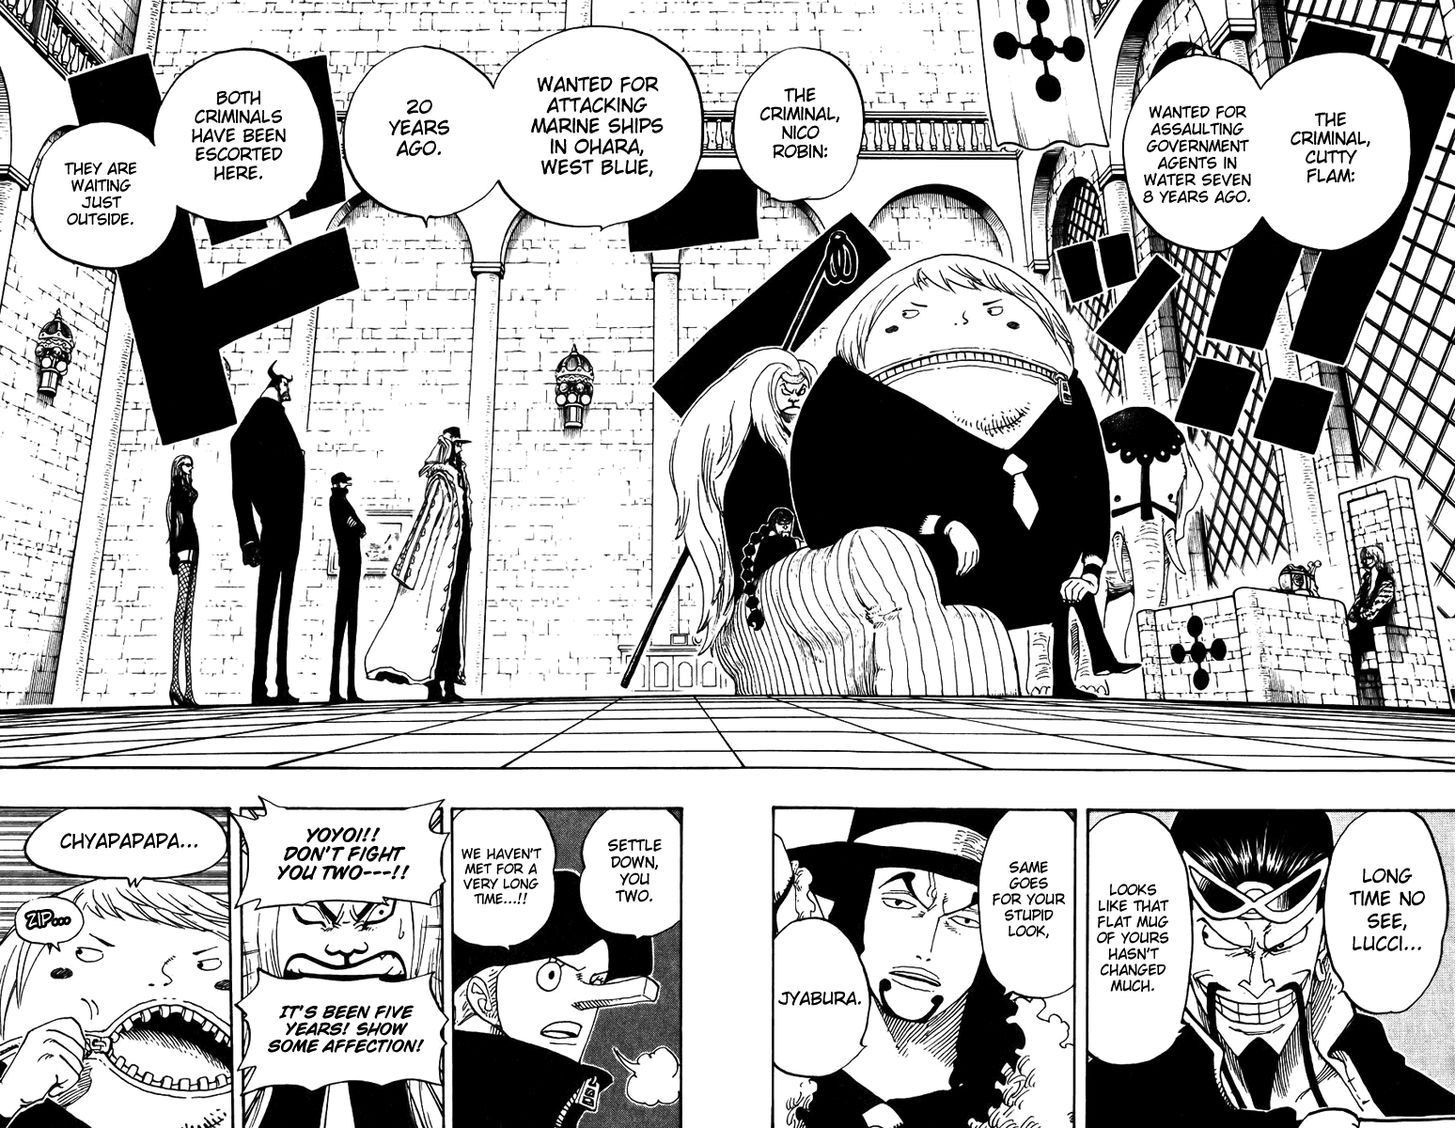 THE
CRIMINAL,
CUTTY
FLAM:
WANTED FOR
ASSAULTING
GOVERNMENT
AGENTS IN
WATER SEVEN
8 YEARS AGO.
THE
CRIMINAL,
NICO
ROBIN:
WANTED FOR
ATTACKING
MARINE SHIPS
IN OHARA,
WEST BLUE,
20
YEARS
AGO.
BOTH
CRIMINALS
HAVE BEEN
ESCORTED
HERE.
THEY ARE
WAITING
JUST
OUTSIDE.
ドドン!!
LONG
TIME NO
SEE,
LUCCI...
LOOKS
LIKE THAT
FLAT MUG
OF YOURS
HASN'T
CHANGED
MUCH.
SAME
GOES
FOR YOUR
STUPID
LOOK,
JYABURA.
SETTLE
DOWN,
YOU
TWO.
WE HAVEN'T
MET FOR A
VERY LONG
TIME...!!
YOYOI!!
DON'T FIGHT
YOU TWO---!!
IT'S BEEN FIVE
YEARS! SHOW
SOME AFFECTION!
CHYAPAPAPA...
ZIP...